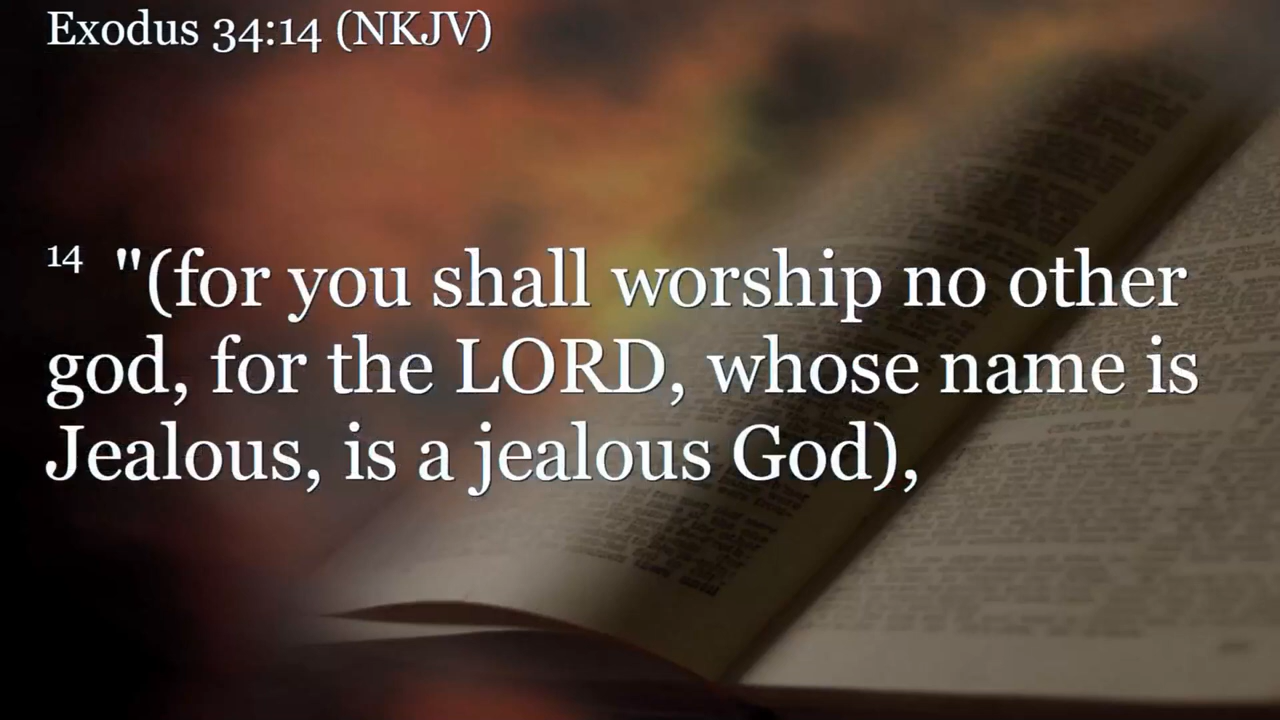 Exodus 34:14 (NKJV)
14 "(for you shall worship no other
god, for the LORD, whose name is
Jealous, is a jealous God),